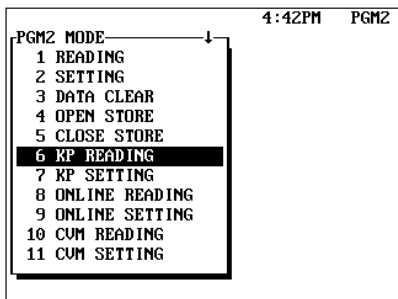 4:42PM PGM2
PGM2 MODE
1 READING
2 SETTING
3 DATA CLEAR
4 OPEN STORE
5 CLOSE STORE
6 KP READING
7 KP SETTING
8 ONLINE READING
9 ONLINE SETTING
10 CVM READING
11 CVM SETTING